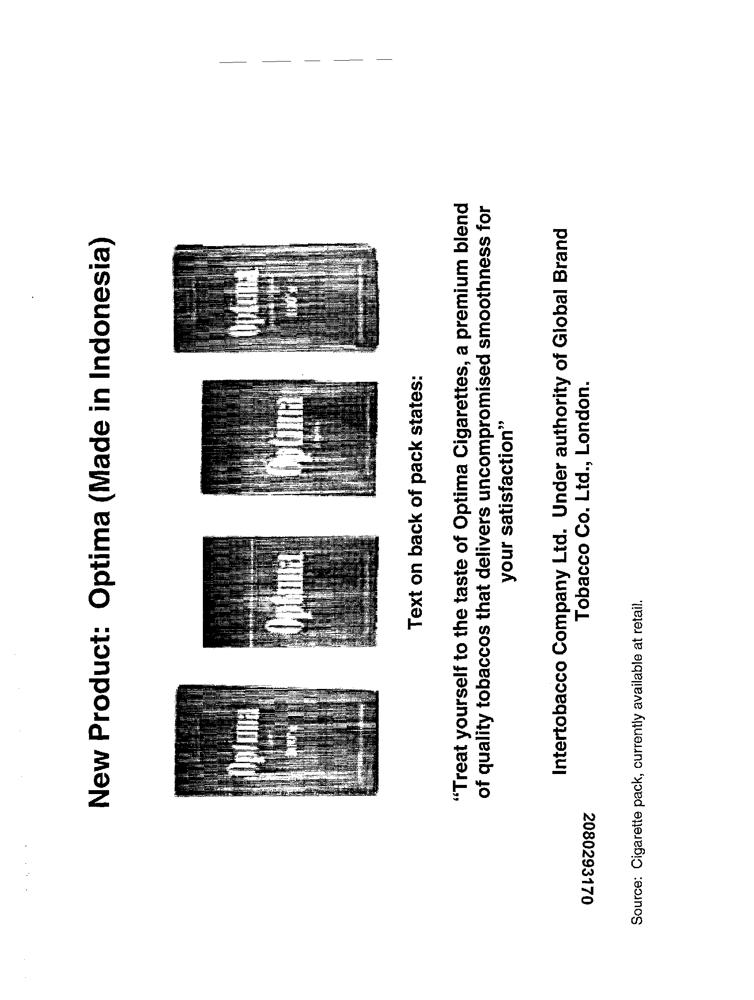 New Product:  Optima (Made in Indonesia)
Optima
Optima
Optima
Optima
Text on back of pack states:
“Treat yourself to the taste of Optima Cigarettes, a premium blend
of quality tobaccos that delivers uncompromised smoothness for
your satisfaction”
Intertobacco Company Ltd.  Under authority of Global Brand
Tobacco Co. Ltd., London.
2080293170
Source:  Cigarette pack, currently available at retail.